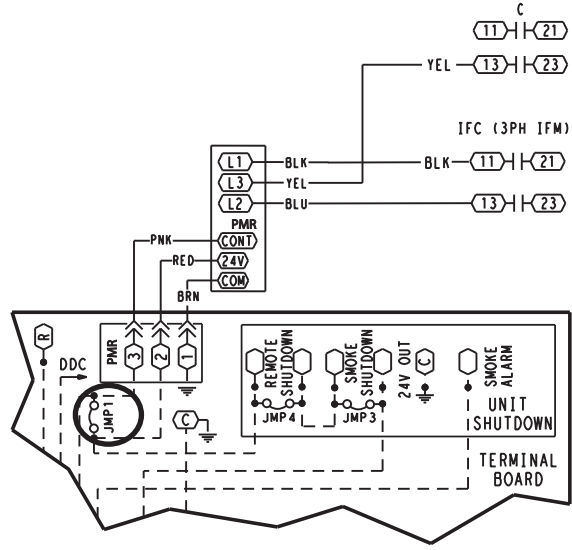 C
11 21
YEL 13 23
IFC (3PH IFM)
L1 BLK BLK 11 21
L3 YEL
L2 BLU 13 23
PMR
PNK CONT
RED 24V
COM
BRN
R
DDC
PMR
3
2
1
JMP1
C
REMOTE
SHUTDOWN
SMOKE
SHUTDOWN
24V OUT
C
SMOKE
ALARM
JMP4
JMP3
UNIT
SHUTDOWN
TERMINAL
BOARD